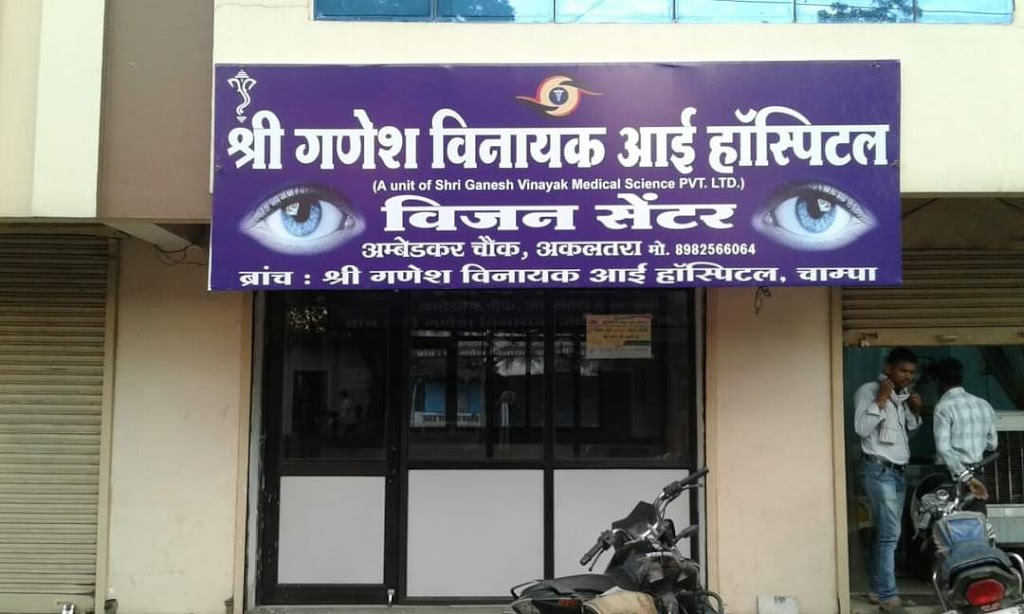 श्री गणेश विनायक आई हॉस्पिटल
(A unit of Shri Ganesh Vinayak Medical Science PVT. LTD.)
विजन सेंटर
अम्बेडकर चौक, अकलतरा मो. 8982566064
ब्रांच : श्री गणेश विनायक आई हॉस्पिटल, चाम्पा